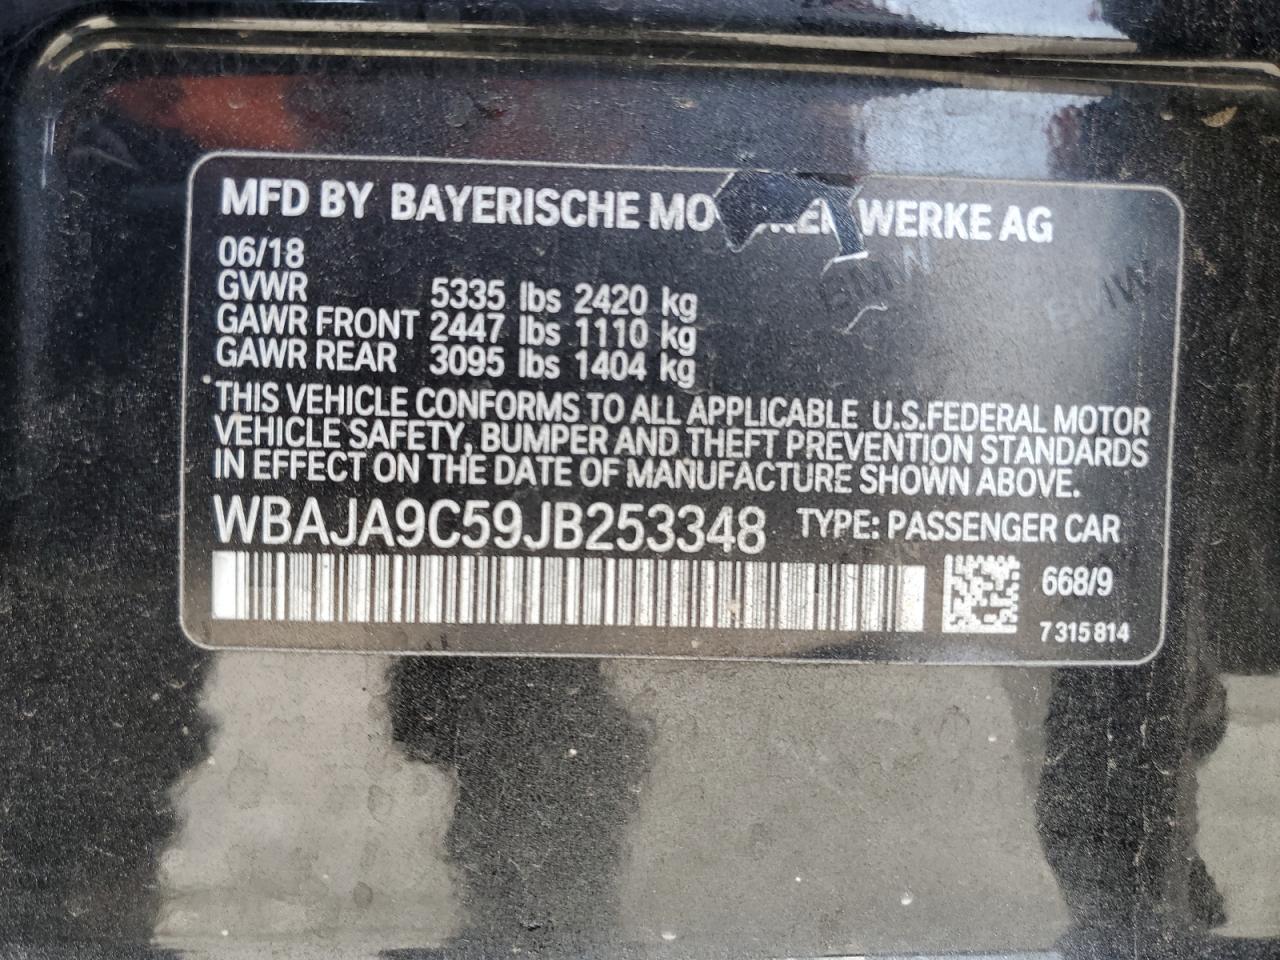 MFD BY BAYERISCHE WERKE AG
06/18
GVWR 5335 lbs 2420 kg
GAWR FRONT 2447 lbs 1110 kg
GAWR REAR 3095 lbs 1404 kg
THIS VEHICLE CONFORMS TO ALL APPLICABLE U.S.FEDERAL MOTOR
VEHICLE SAFETY, BUMPER AND THEFT PREVENTION STANDARDS
IN EFFECT ON THE DATE OF MANUFACTURE SHOWN ABOVE.
WBAJA9C59JB253348 TYPE: PASSENGER CAR
668/9
7 315 814
BMW BMW